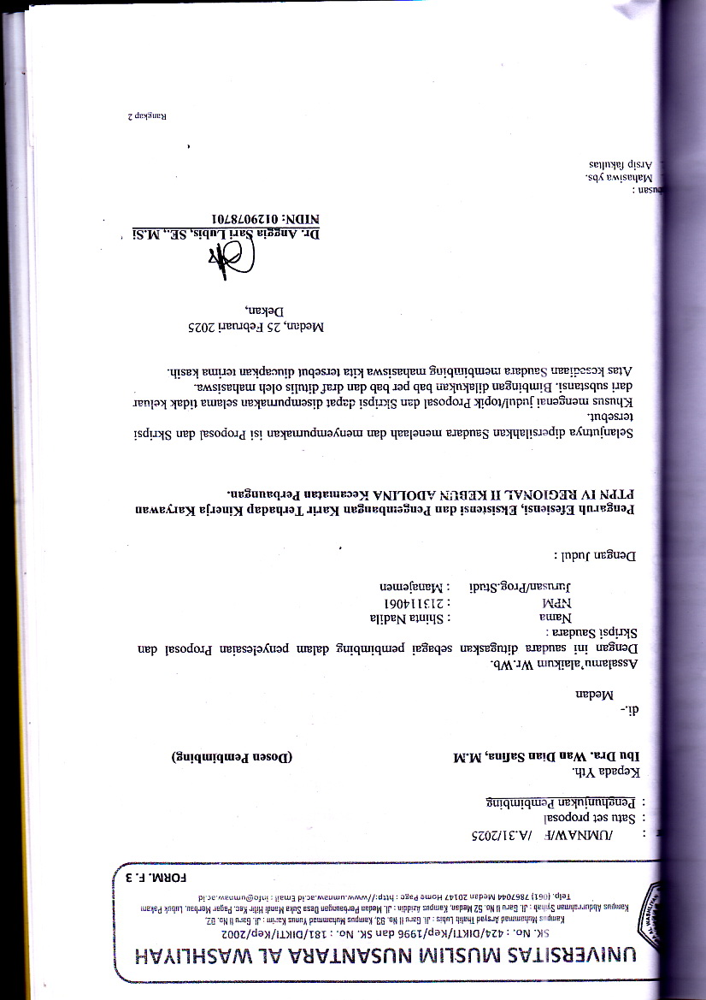 UNIVERSITAS MUSLIM NUSANTARA AL WASHLIYAH
SK. No. : 424/DIKTI/Kep/1996 dan SK. No. : 181/DIKTI/Kep/2002
Kampus Muhammad Arsyad Thalib Lubis : Jl. Garu II No. 93, Kampus Muhammad Yunus Karim : Jl. Garu II No. 02,
Kampus Abdurrahman Syihab : Jl. Garu II No. 52 Medan, Kampus Aziddin : Jl. Medan Perbaungan Desa Suka Mandi Hilir Kec. Pagar Merbau, Lubuk Pakam
Telp. (061) 7867044 Medan 20147 Home Page : http://www.umnaw.ac.id Email : info@umnaw.ac.id
FORM. F. 3
: /UMNAW/F /A.31/2025
: Satu set proposal
: Penghunjukan Pembimbing
Kepada Yth.
Ibu Dra. Wan Dian Safina, M.M (Dosen Pembimbing)
di.-
Medan
Assalamu'alaikum Wr.Wb.
Dengan ini saudara ditugaskan sebagai pembimbing dalam penyelesaian Proposal dan
Skripsi Saudara :
Nama : Shinta Nadila
NPM : 213114061
Jurusan/Prog.Studi : Manajemen
Dengan Judul :
Pengaruh Efesiensi, Eksistensi dan Pengembangan Karir Terhadap Kinerja Karyawan
PTPN IV REGIONAL II KEBUN ADOLINA Kecamatan Perbaungan.
Selanjutnya dipersilahkan Saudara menelaah dan menyempurnakan isi Proposal dan Skripsi
tersebut.
Khusus mengenai judul/topik Proposal dan Skripsi dapat disempurnakan selama tidak keluar
dari substansi. Bimbingan dilakukan bab per bab dan draf ditulis oleh mahasiswa.
Atas kesediaan Saudara membimbing mahasiswa kita tersebut diucapkan terima kasih.
Medan, 25 Februari 2025
Dekan,
Dr. Anggia Sari Lubis, SE., M.Si
NIDN: 0129078701
usan :
Mahasiwa ybs.
Arsip fakultas
Rangkap 2